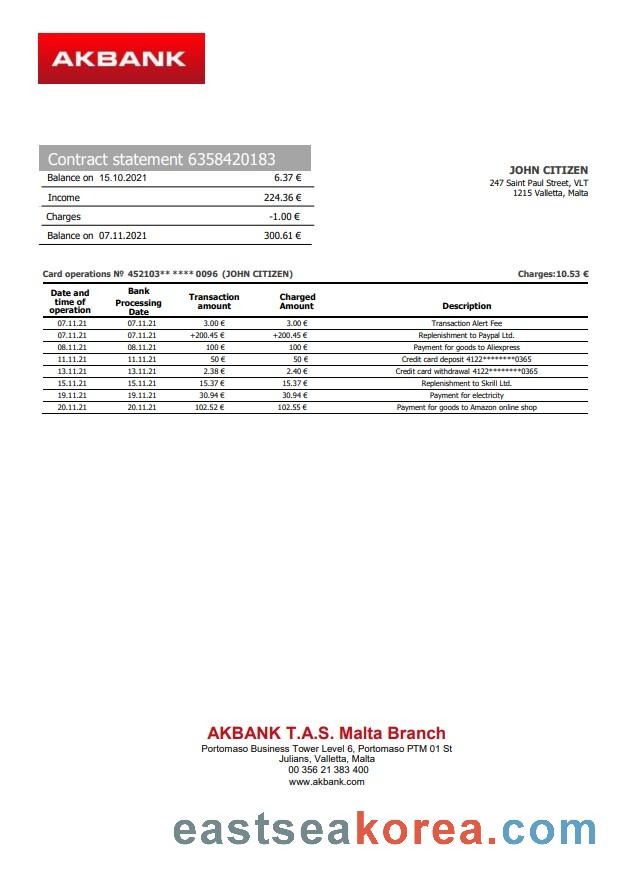 AKBANK
Contract statement 6358420183
Balance on 15.10.2021 6.37 €
Income 224.36 €
Charges -1.00 €
Balance on 07.11.2021 300.61 €
JOHN CITIZEN
247 Saint Paul Street, VLT
1215 Valletta, Malta
Card operations № 452103** **** 0096 (JOHN CITIZEN) Charges:10.53 €
Date and time of operation Bank Processing Date Transaction amount Charged Amount Description
07.11.21 07.11.21 3.00 € 3.00 € Transaction Alert Fee
07.11.21 07.11.21 +200.45 € +200.45 € Replenishment to Paypal Ltd.
08.11.21 08.11.21 100 € 100 € Payment for goods to Aliexpress
11.11.21 11.11.21 50 € 50 € Credit card deposit 4122********0365
13.11.21 13.11.21 2.38 € 2.40 € Credit card withdrawal 4122********0365
15.11.21 15.11.21 15.37 € 15.37 € Replenishment to Skrill Ltd.
19.11.21 19.11.21 30.94 € 30.94 € Payment for electricity
20.11.21 20.11.21 102.52 € 102.55 € Payment for goods to Amazon online shop
AKBANK T.A.S. Malta Branch
Portomaso Business Tower Level 6, Portomaso PTM 01 St
Julians, Valletta, Malta
00 356 21 383 400
www.akbank.com
eastseakorea.com